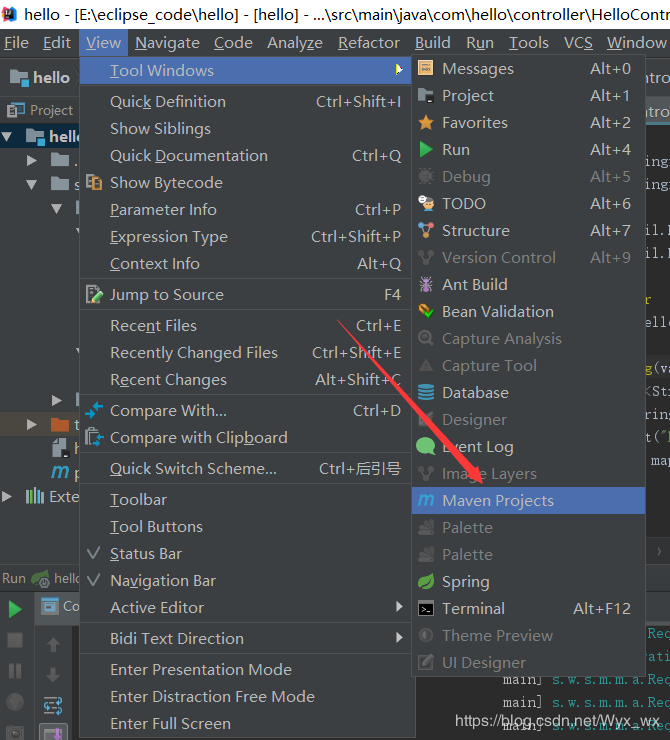 hello - [E:\eclipse_code\hello] - [hello] - ...\src\main\java\com\hello\controller\HelloContr
File Edit View Navigate Code Analyze Refactor Build Run Tools VCS Window
hello
Project
Tool Windows
Quick Definition Ctrl+Shift+I
Show Siblings
Quick Documentation Ctrl+Q
Show Bytecode
Parameter Info Ctrl+P
Expression Type Ctrl+Shift+P
Context Info Alt+Q
Jump to Source F4
Recent Files Ctrl+E
Recently Changed Files Ctrl+Shift+E
Recent Changes Alt+Shift+C
Compare With... Ctrl+D
Compare with Clipboard
Quick Switch Scheme... Ctrl+后引号
Toolbar
Tool Buttons
Status Bar
Navigation Bar
Active Editor
Bidi Text Direction
Enter Presentation Mode
Enter Distraction Free Mode
Enter Full Screen
Messages Alt+0
Project Alt+1
Favorites Alt+2
Run Alt+4
Debug Alt+5
TODO Alt+6
Structure Alt+7
Version Control Alt+9
Ant Build
Bean Validation
Capture Analysis
Capture Tool
Database
Designer
Event Log
Image Layers
Maven Projects
Palette
Palette
Spring
Terminal Alt+F12
Theme Preview
UI Designer
hello
Exte
Run hello
Co
main] s.w.s.m.m.a.Req
main] s.w.s.m.m.a.Req
https://blog.csdn.net/Wyx_wx